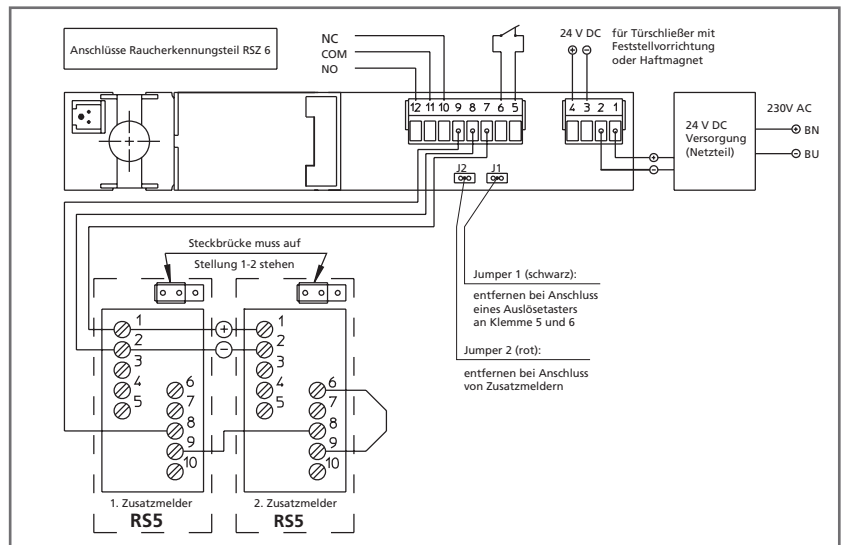 Anschlüsse Raucherkennungsteil RSZ 6
NC
COM
NO
24 V DC
für Türschließer mit
Feststellvorrichtung
oder Haftmagnet
12 11 10 9 8 7 6 5
4 3 2 1
24 V DC
Versorgung
(Netzteil)
230V AC
BN
BU
J2
J1
Steckbrücke muss auf
Stellung 1-2 stehen
Jumper 1 (schwarz):
entfernen bei Anschluss
eines Auslösetasters
an Klemme 5 und 6
Jumper 2 (rot):
entfernen bei Anschluss
von Zusatzmeldern
1
2
3
4
5
6
7
8
9
10
1
2
3
4
5
6
7
8
9
10
1. Zusatzmelder
RS5
2. Zusatzmelder
RS5